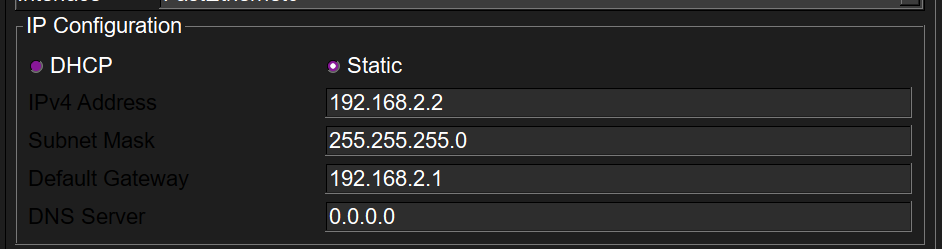 IP Configuration
DHCP Static
IPv4 Address 192.168.2.2
Subnet Mask 255.255.255.0
Default Gateway 192.168.2.1
DNS Server 0.0.0.0